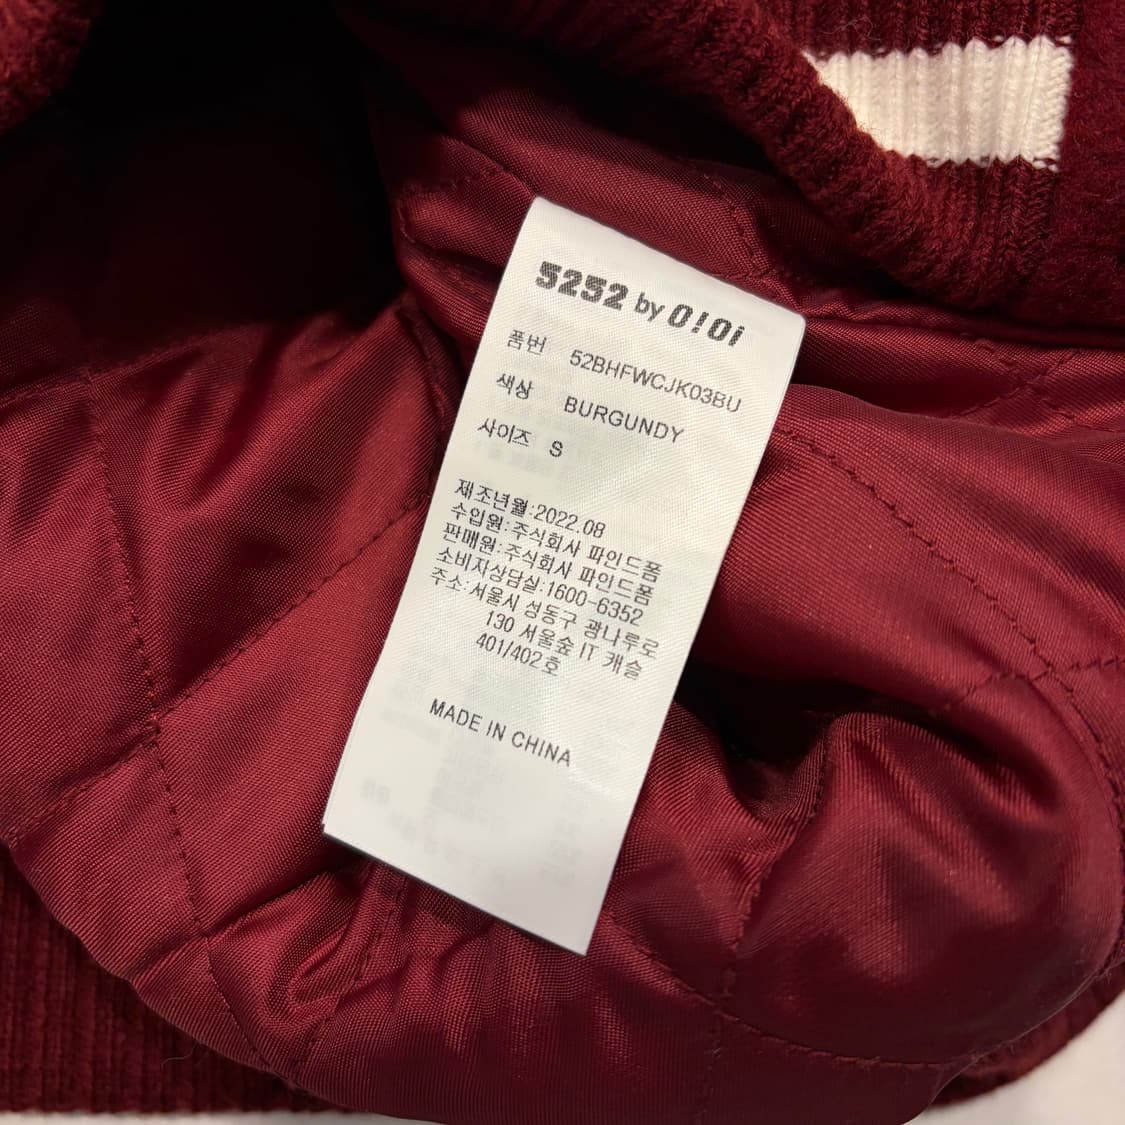 5252 by O!Oi
품번 52BHFWCJK03BU
색상 BURGUNDY
사이즈 S
제조년월:2022.08
수입원:주식회사 파인드폼
판매원:주식회사 파인드폼
소비자상담실:1600-6352
주소:서울시 성동구 광나루로
130 서울숲 IT 캐슬
401/402호
MADE IN CHINA